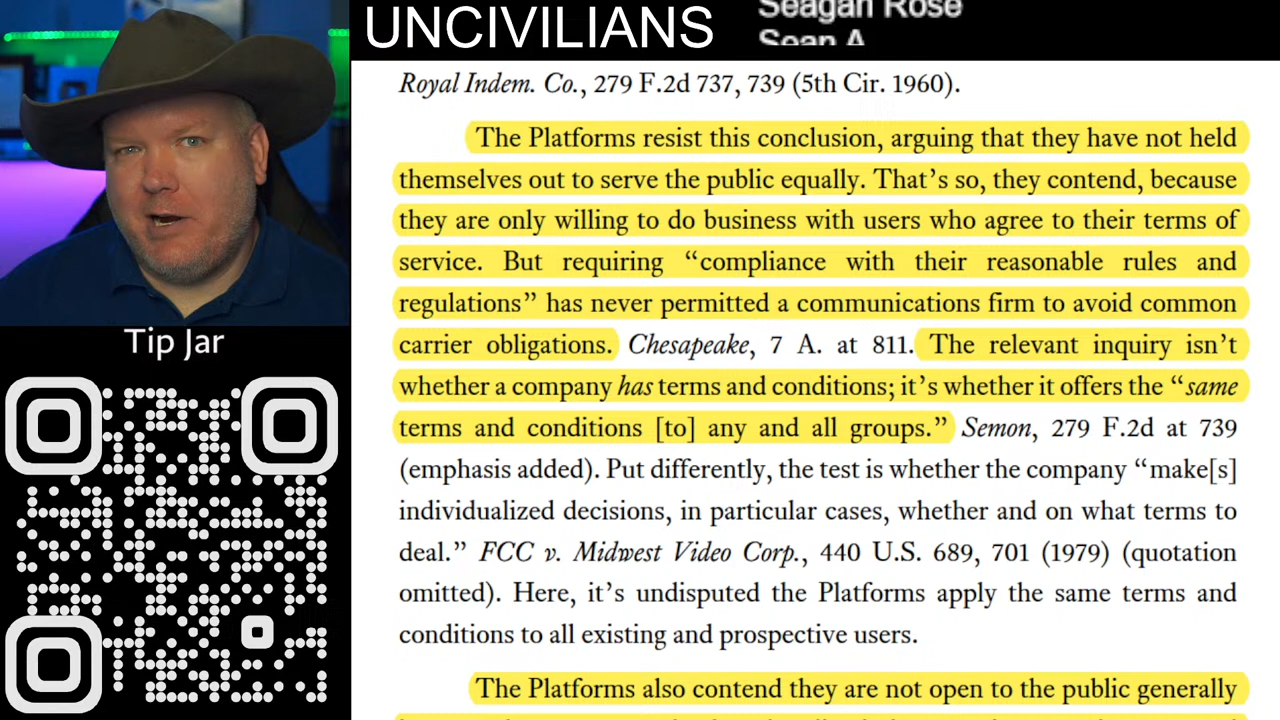 UNCIVILIANS
Seagan Rose
Sean A
Tip Jar
Royal Indem. Co., 279 F.2d 737, 739 (5th Cir. 1960).
The Platforms resist this conclusion, arguing that they have not held
themselves out to serve the public equally. That’s so, they contend, because
they are only willing to do business with users who agree to their terms of
service. But requiring “compliance with their reasonable rules and
regulations” has never permitted a communications firm to avoid common
carrier obligations. Chesapeake, 7 A. at 811. The relevant inquiry isn’t
whether a company has terms and conditions; it’s whether it offers the “same
terms and conditions [to] any and all groups.” Semon, 279 F.2d at 739
(emphasis added). Put differently, the test is whether the company “make[s]
individualized decisions, in particular cases, whether and on what terms to
deal.” FCC v. Midwest Video Corp., 440 U.S. 689, 701 (1979) (quotation
omitted). Here, it’s undisputed the Platforms apply the same terms and
conditions to all existing and prospective users.
The Platforms also contend they are not open to the public generally